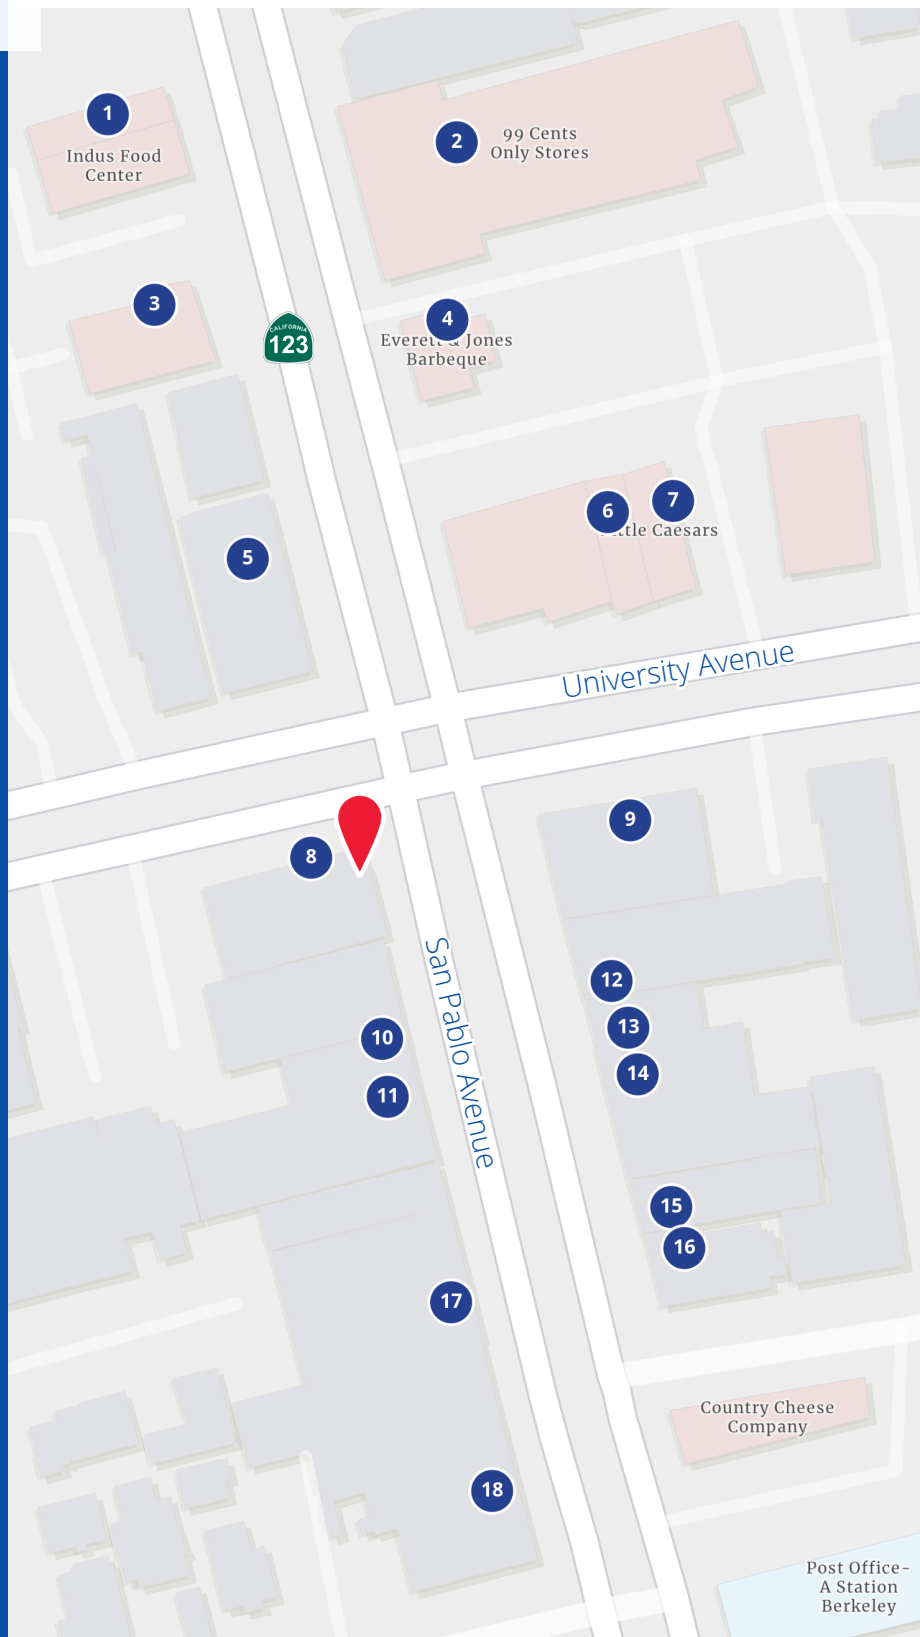 1
Indus Food
Center
2
99 Cents
Only Stores
3
4
Everett & Jones
Barbeque
CALIFORNIA
123
5
6
7
Caesars
University Avenue
8
9
San Pablo Avenue
10
11
12
13
14
15
16
17
18
Country Cheese
Company
Post Office-
A Station
Berkeley